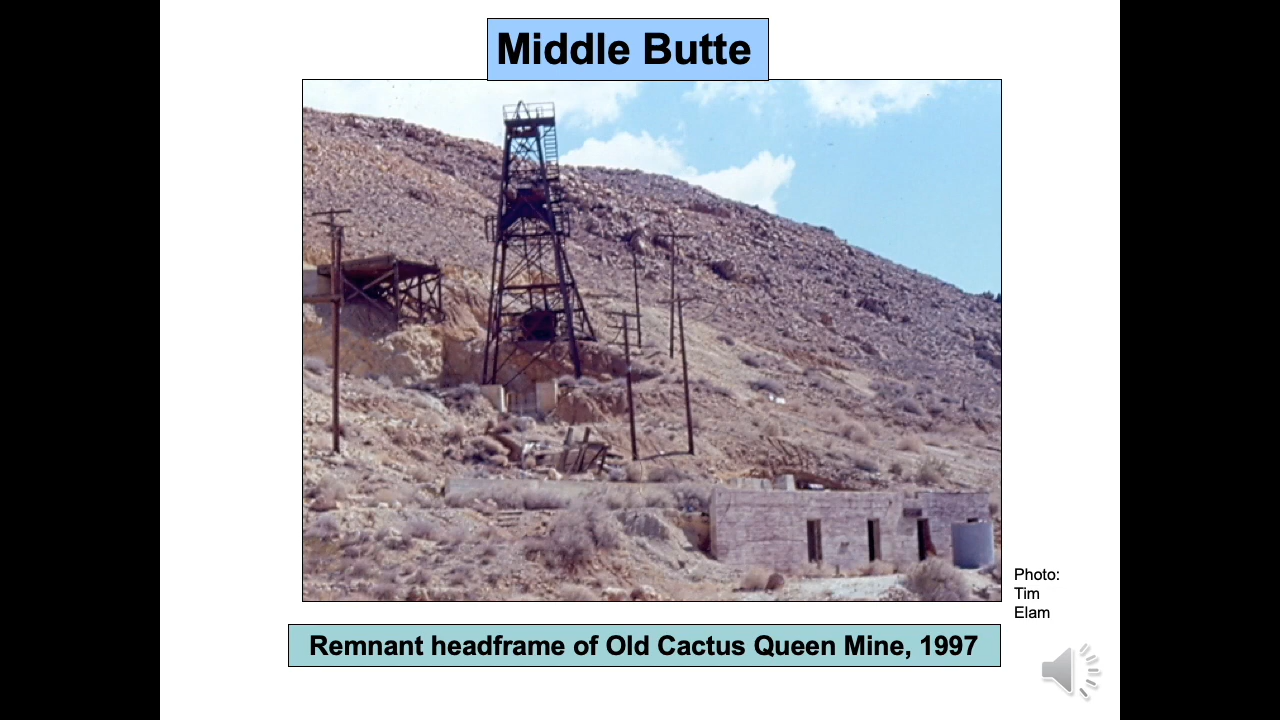 Middle Butte
Photo:
Tim
Elam
Remnant headframe of Old Cactus Queen Mine, 1997